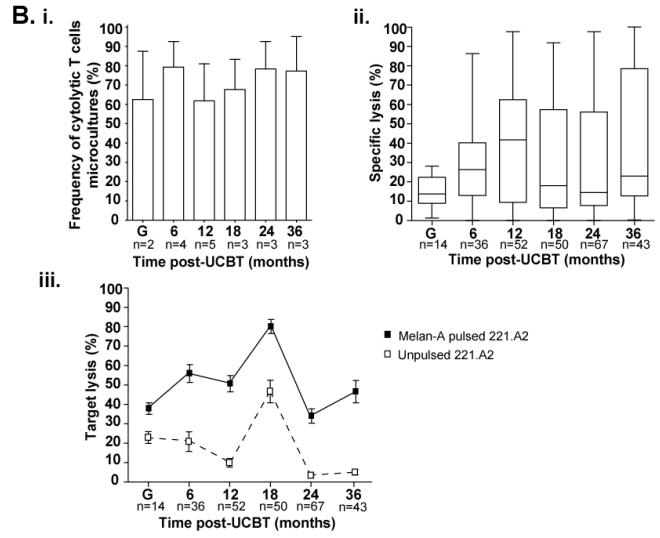 B. i.
Frequency of cytolytic T cells
microcultures (%)
100
90
80
70
60
50
40
30
20
10
0
G 6 12 18 24 36
n=2 n=4 n=5 n=3 n=3 n=3
Time post-UCBT (months)
ii.
Specific lysis (%)
100
90
80
70
60
50
40
30
20
10
0
G 6 12 18 24 36
n=14 n=36 n=52 n=50 n=67 n=43
Time post-UCBT (months)
iii.
Target lysis (%)
100
90
80
70
60
50
40
30
20
10
0
G 6 12 18 24 36
n=14 n=36 n=52 n=50 n=67 n=43
Time post-UCBT (months)
Melan-A pulsed 221.A2
Unpulsed 221.A2